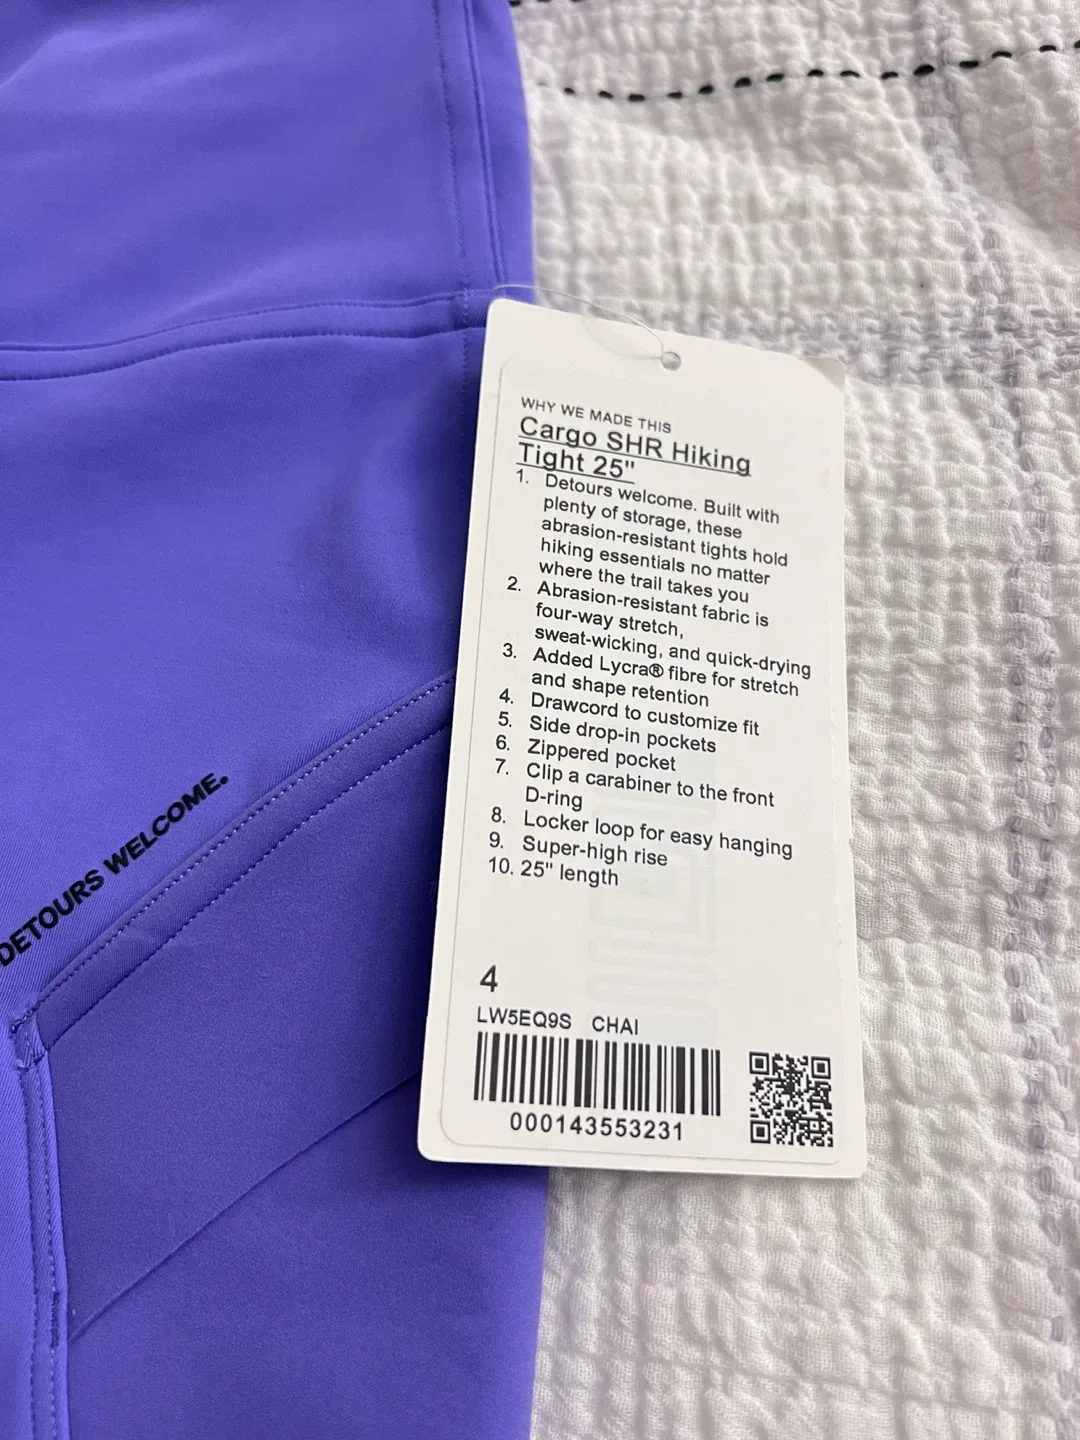 WHY WE MADE THIS
Cargo SHR Hiking
Tight 25"
1. Detours welcome. Built with
plenty of storage, these
abrasion-resistant tights hold
hiking essentials no matter
where the trail takes you
2. Abrasion-resistant fabric is
four-way stretch,
sweat-wicking, and quick-drying
3. Added Lycra® fibre for stretch
and shape retention
4. Drawcord to customize fit
5. Side drop-in pockets
6. Zippered pocket
7. Clip a carabiner to the front
D-ring
8. Locker loop for easy hanging
9. Super-high rise
10. 25" length
4
LW5EQ9S CHAI
000143553231
DETOURS WELCOME.